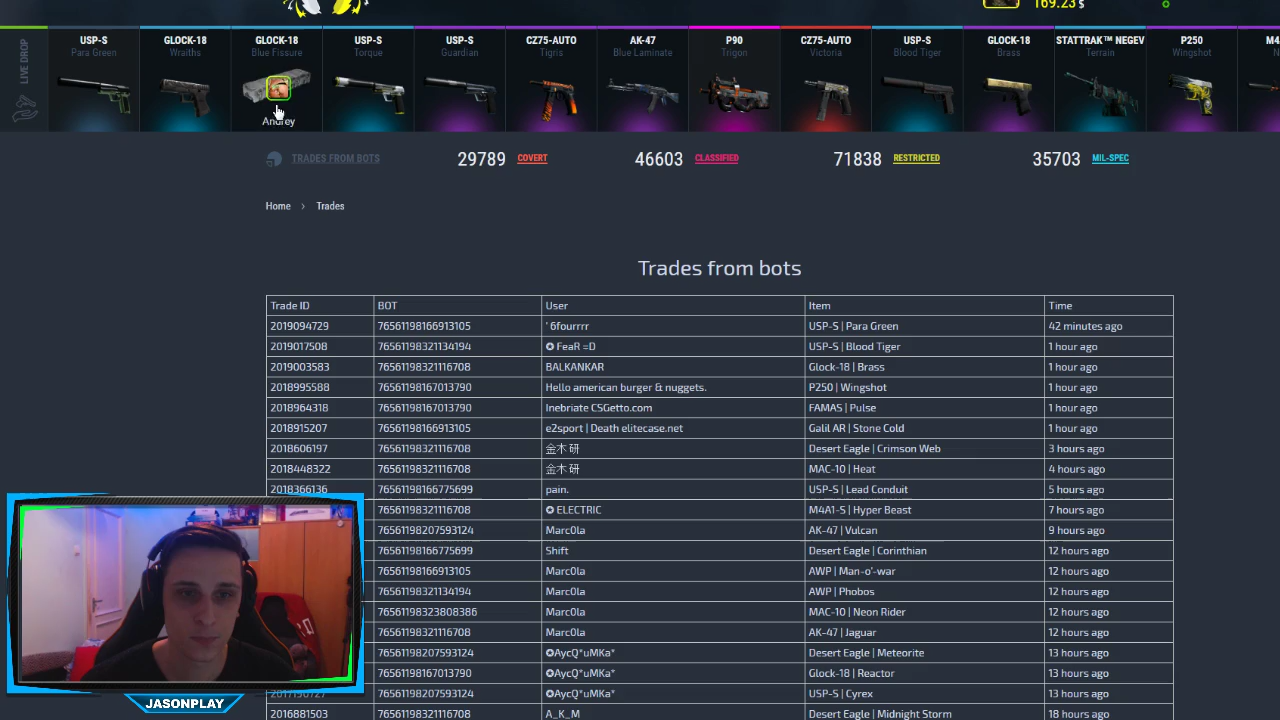 169.23 $
LIVE DROP
USP-S
Para Green
GLOCK-18
Wraiths
GLOCK-18
Blue Fissure
Andrey
USP-S
Torque
USP-S
Guardian
CZ75-AUTO
Tigris
AK-47
Blue Laminate
P90
Trigon
CZ75-AUTO
Victoria
USP-S
Blood Tiger
GLOCK-18
Brass
STATTRAK™ NEGEV
Terrain
P250
Wingshot
M4
TRADES FROM BOTS 29789 COVERT 46603 CLASSIFIED 71838 RESTRICTED 35703 MIL-SPEC
Home › Trades
Trades from bots
Trade ID BOT User Item Time
2019094729 76561198166913105 ' 6fourrrr USP-S | Para Green 42 minutes ago
2019017508 76561198321134194 ✪ FeaR =D USP-S | Blood Tiger 1 hour ago
2019003583 76561198321116708 BALKANKAR Glock-18 | Brass 1 hour ago
2018995588 76561198167013790 Hello american burger & nuggets. P250 | Wingshot 1 hour ago
2018964318 76561198167013790 Inebriate CSGetto.com FAMAS | Pulse 1 hour ago
2018915207 76561198166913105 e2sport | Death elitecase.net Galil AR | Stone Cold 1 hour ago
2018606197 76561198321116708 金木研 Desert Eagle | Crimson Web 3 hours ago
2018448322 76561198321116708 金木研 MAC-10 | Heat 4 hours ago
2018366136 76561198166775699 pain. USP-S | Lead Conduit 5 hours ago
76561198321116708 ✪ ELECTRIC M4A1-S | Hyper Beast 7 hours ago
76561198207593124 Marc0la AK-47 | Vulcan 9 hours ago
76561198166775699 Shift Desert Eagle | Corinthian 12 hours ago
76561198166913105 Marc0la AWP | Man-o'-war 12 hours ago
76561198321134194 Marc0la AWP | Phobos 12 hours ago
76561198323808386 Marc0la MAC-10 | Neon Rider 12 hours ago
76561198321116708 Marc0la AK-47 | Jaguar 12 hours ago
76561198207593124 ✪AycQ*uMKa* Desert Eagle | Meteorite 13 hours ago
76561198167013790 ✪AycQ*uMKa* Glock-18 | Reactor 13 hours ago
76561198207593124 ✪AycQ*uMKa* USP-S | Cyrex 13 hours ago
2016881503 76561198321116708 A_K_M Desert Eagle | Midnight Storm 18 hours ago
JASONPLAY